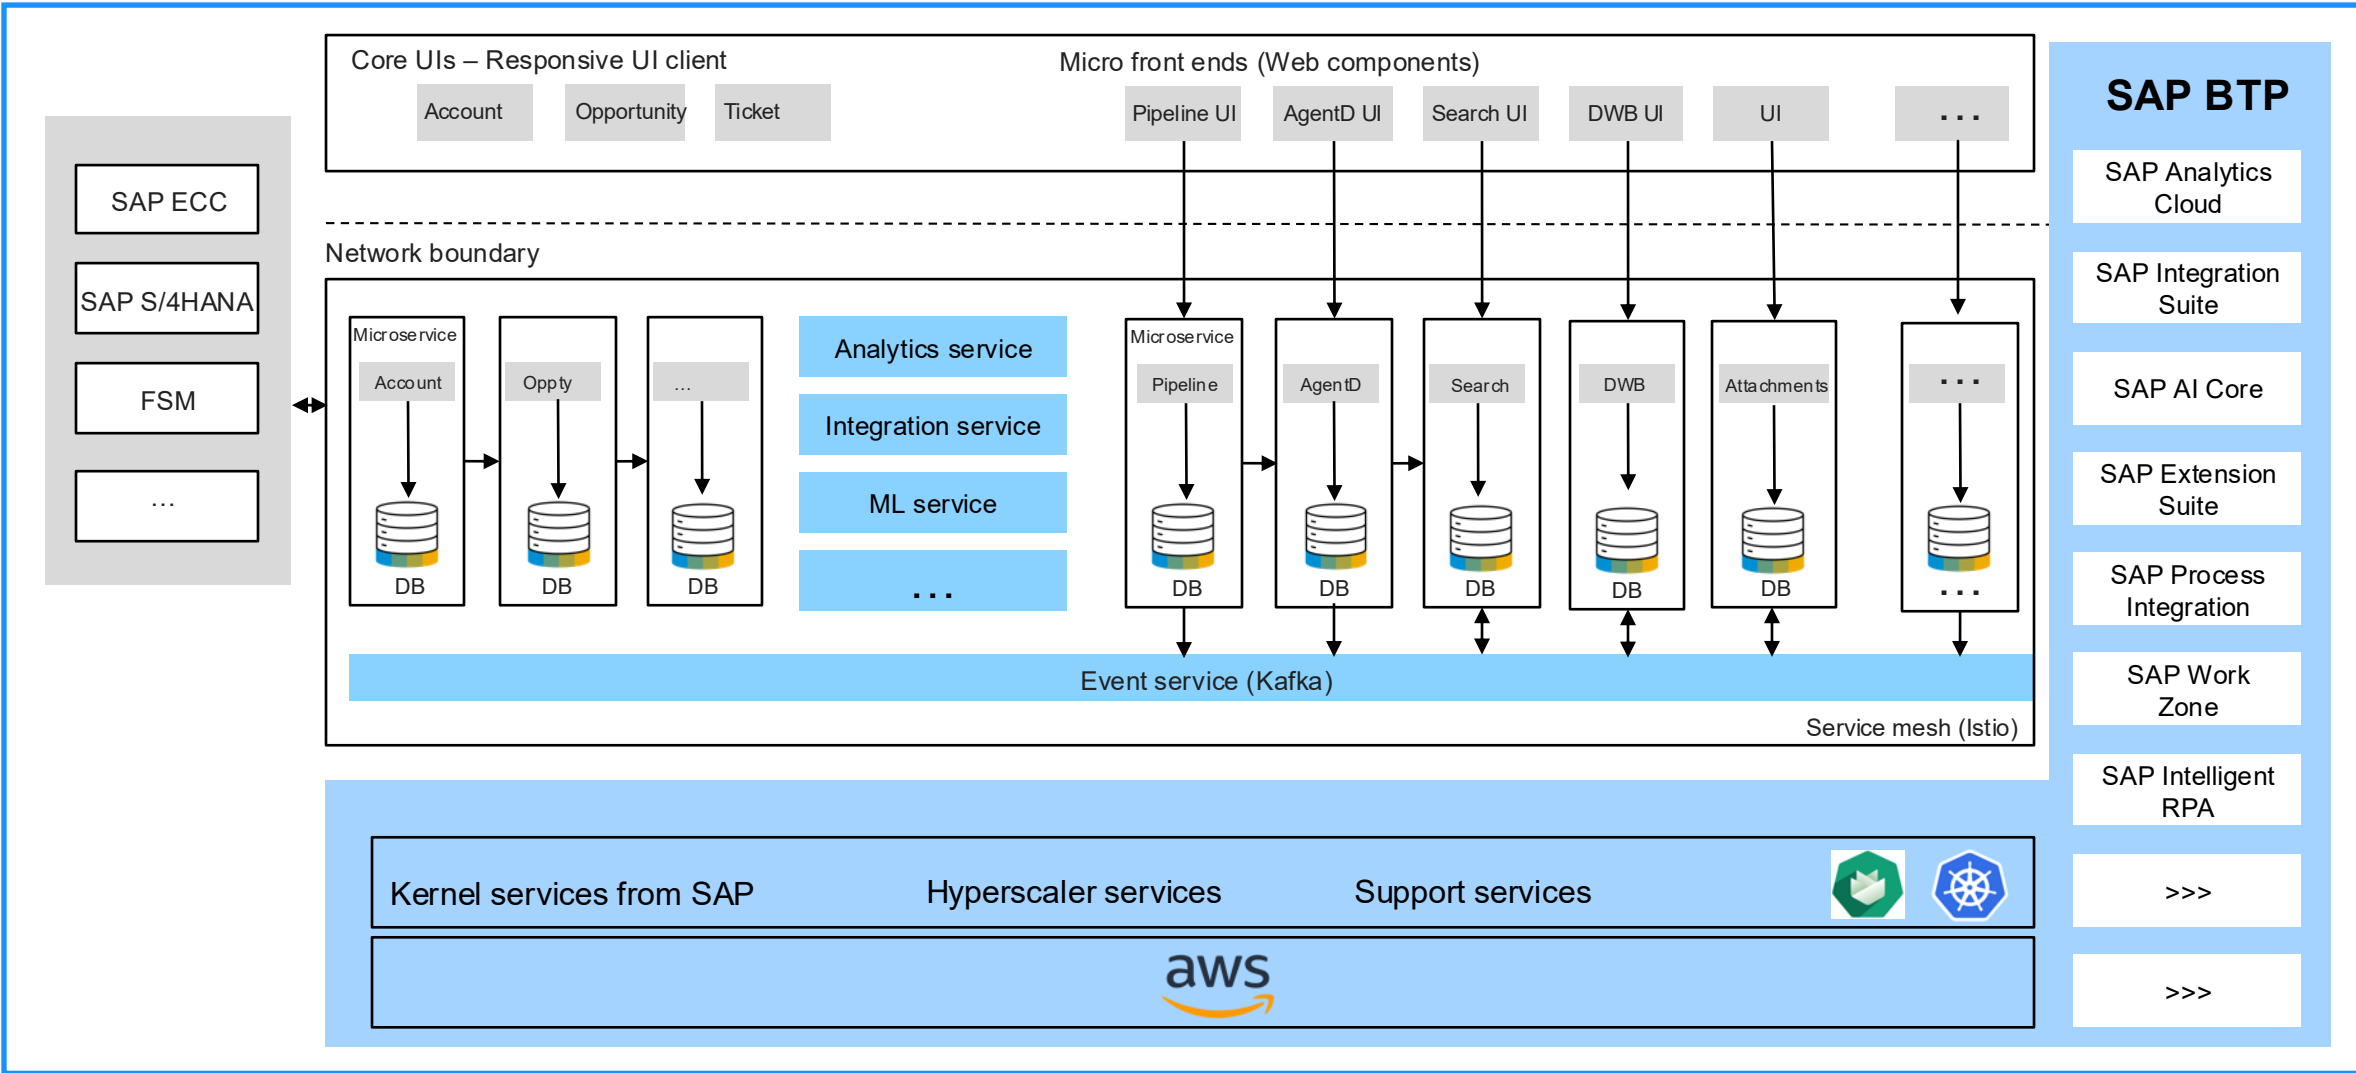 Core UIs – Responsive UI client
Account
Opportunity
Ticket
Micro front ends (Web components)
Pipeline UI
AgentD UI
Search UI
DWB UI
UI
...
SAP ECC
SAP S/4HANA
FSM
...
Network boundary
Microservice
Account
DB
Oppty
DB
...
DB
Analytics service
Integration service
ML service
...
Microservice
Pipeline
DB
AgentD
DB
Search
DB
DWB
DB
Attachments
DB
...
...
Event service (Kafka)
Service mesh (Istio)
Kernel services from SAP
Hyperscaler services
Support services
aws
SAP BTP
SAP Analytics
Cloud
SAP Integration
Suite
SAP AI Core
SAP Extension
Suite
SAP Process
Integration
SAP Work
Zone
SAP Intelligent
RPA
>>>
>>>